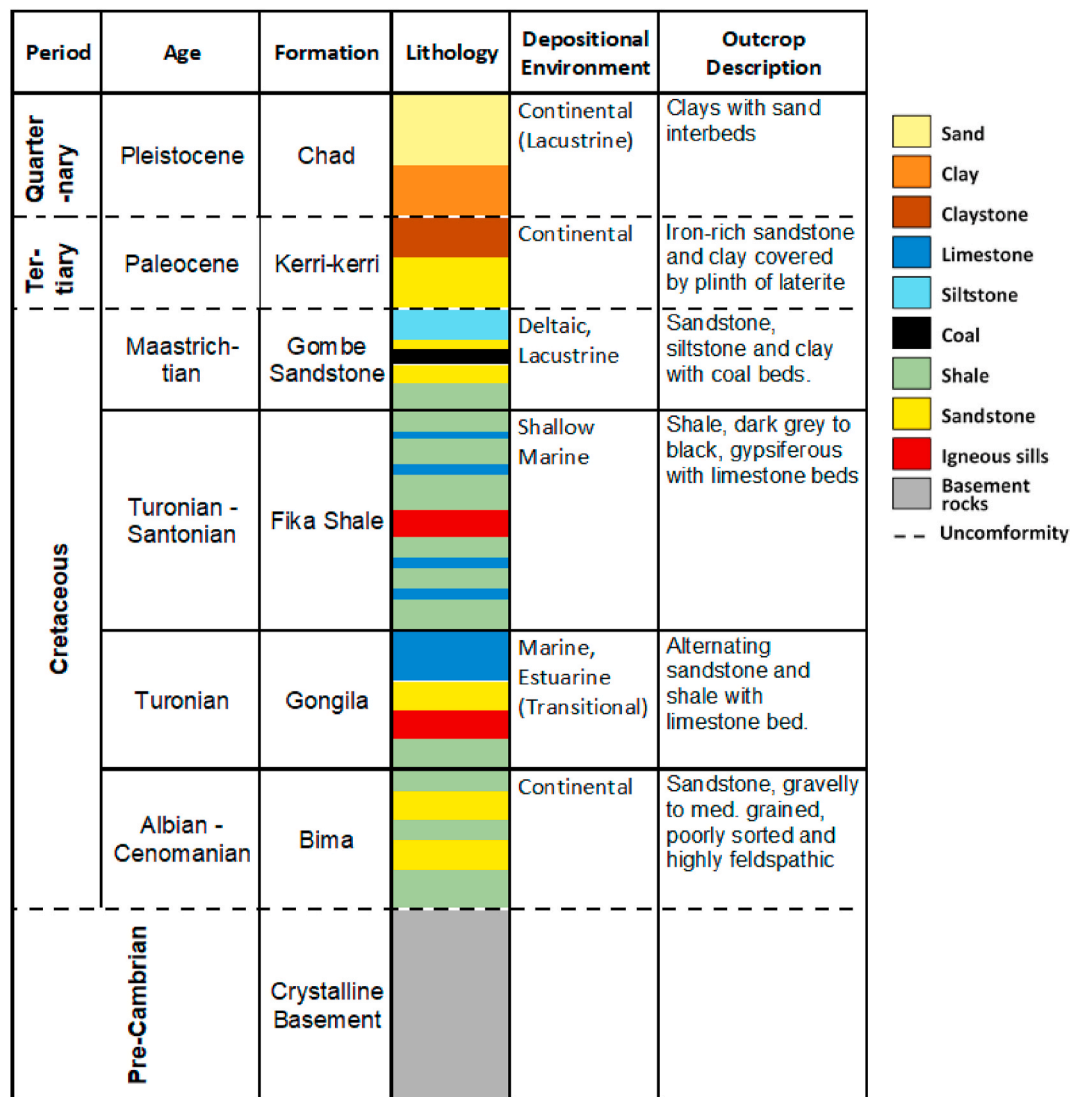 Period Age Formation Lithology Depositional Environment Outcrop Description
Quarter
-nary
Pleistocene
Chad
Continental
(Lacustrine)
Clays with sand
interbeds
Ter-
tiary
Paleocene
Kerri-kerri
Continental
Iron-rich sandstone
and clay covered
by plinth of laterite
Cretaceous
Maastrich-
tian
Gombe
Sandstone
Deltaic,
Lacustrine
Sandstone,
siltstone and clay
with coal beds.
Turonian -
Santonian
Fika Shale
Shallow
Marine
Shale, dark grey to
black, gypsiferous
with limestone beds
Turonian
Gongila
Marine,
Estuarine
(Transitional)
Alternating
sandstone and
shale with
limestone bed.
Albian -
Cenomanian
Bima
Continental
Sandstone, gravelly
to med. grained,
poorly sorted and
highly feldspathic
Pre-Cambrian
Crystalline
Basement
Sand
Clay
Claystone
Limestone
Siltstone
Coal
Shale
Sandstone
Igneous sills
Basement
rocks
Uncomformity